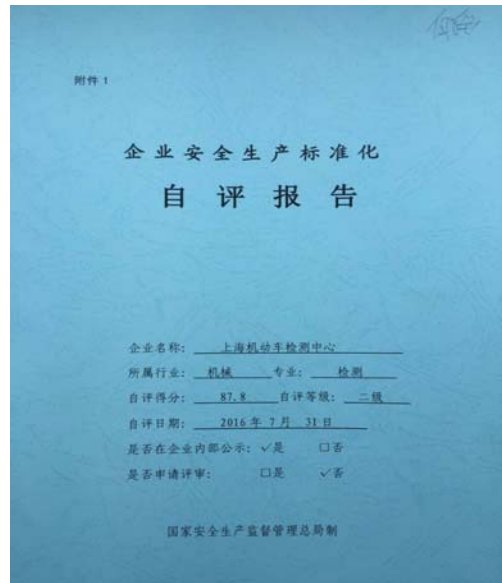 附件 1
企业安全生产标准化
自评报告
企业名称： 上海机动车检测中心
所属行业： 机械 专业： 检测
自评得分： 87.8 自评等级： 二级
自评日期： 2016 年 7 月 31 日
是否在企业内部公示：✓是 □否
是否申请评审： □是 ✓否
国家安全生产监督管理总局制